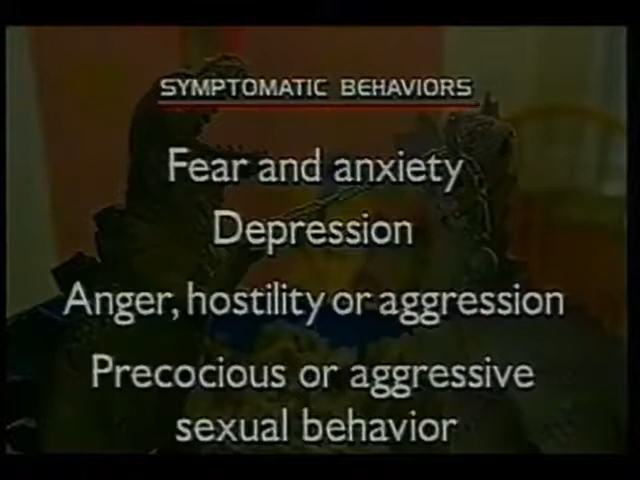 SYMPTOMATIC BEHAVIORS
Fear and anxiety
Depression
Anger, hostility or aggression
Precocious or aggressive
sexual behavior